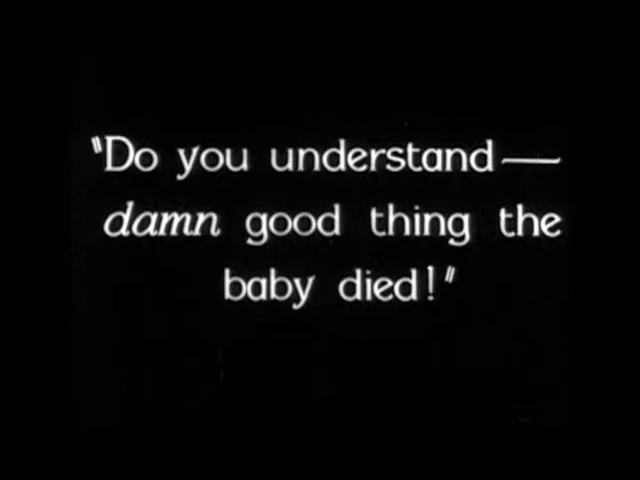 "Do you understand—
damn good thing the
baby died!"